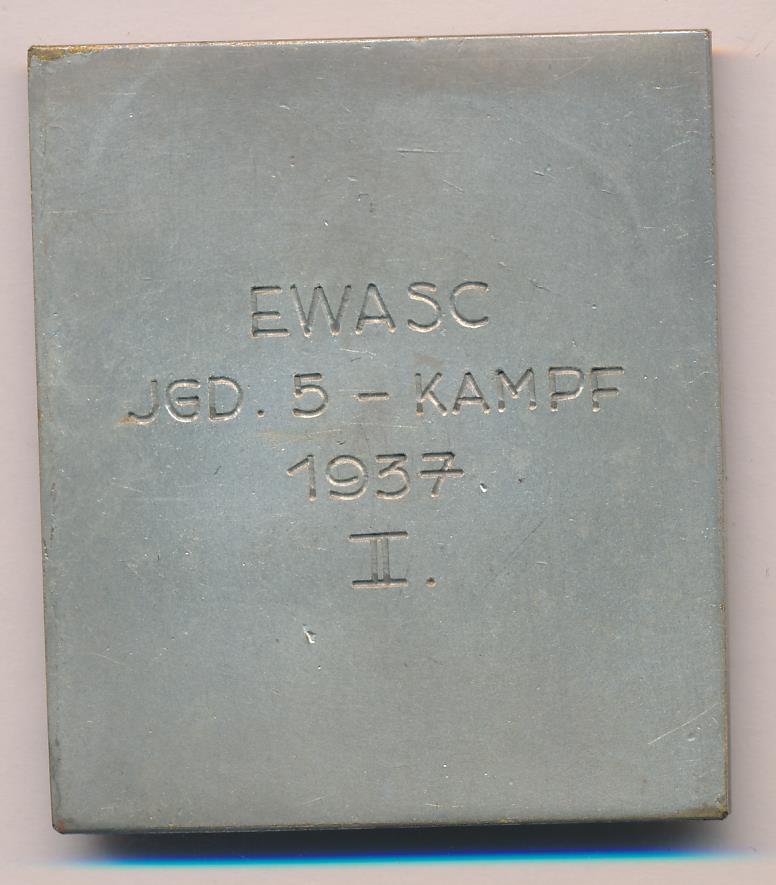 EWASC
JGD. 5 - KAMPF
1937
II.